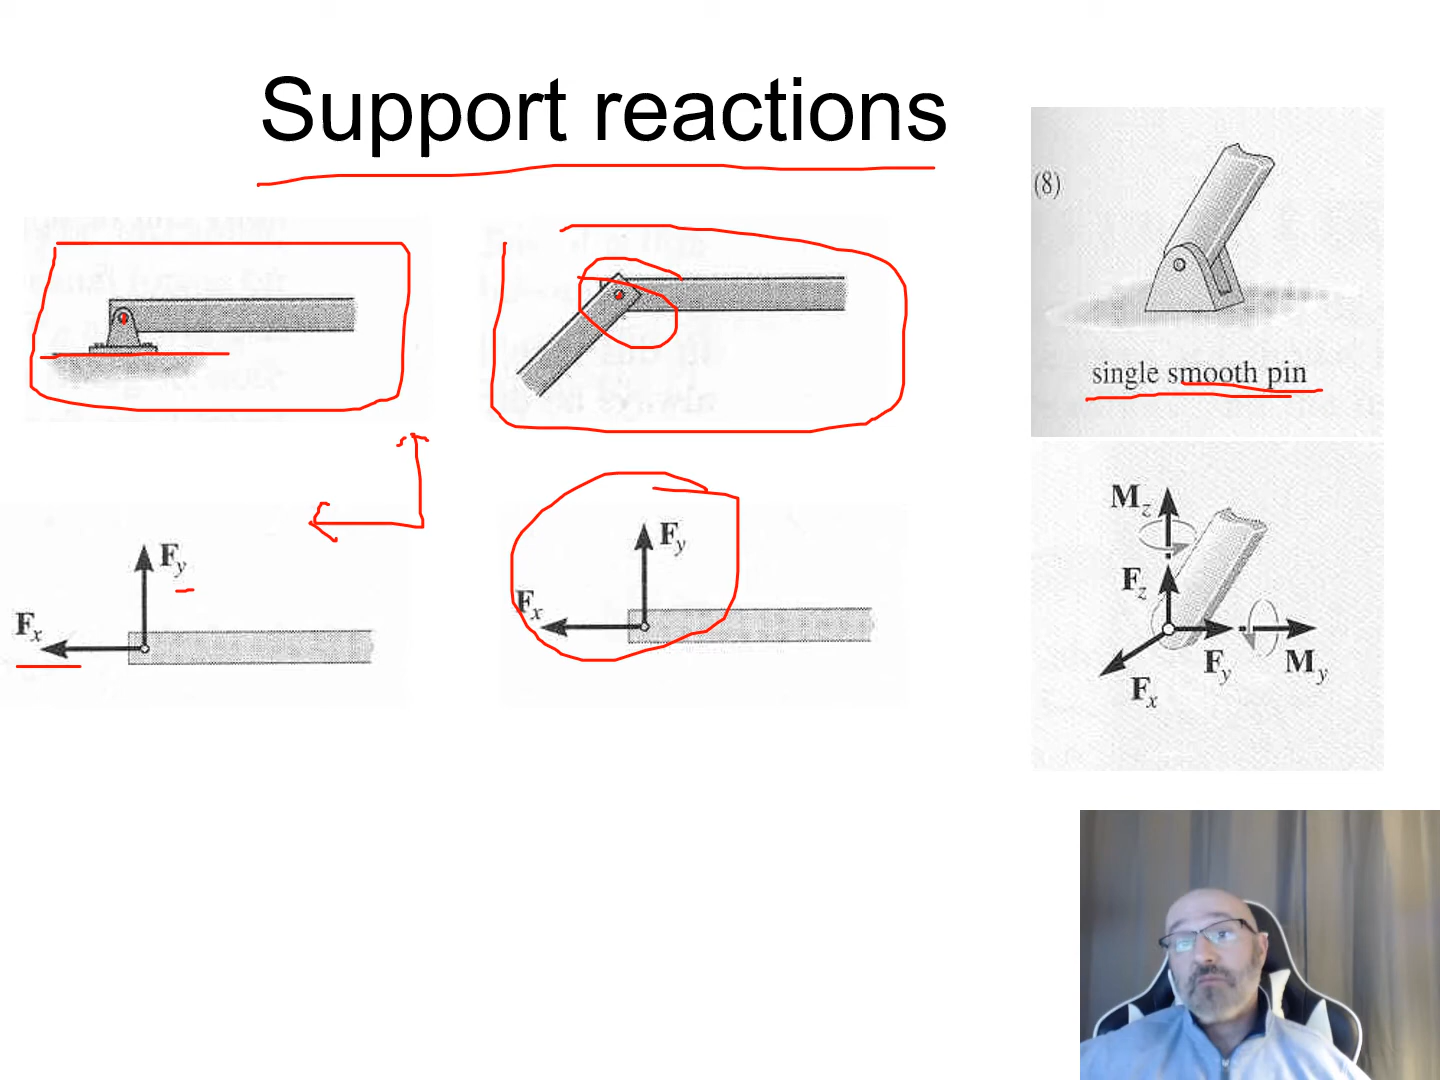 Support reactions
(8)
single smooth pin
Fy
Fx
Fy
Fx
Mz
Fz
Fy
My
Fx